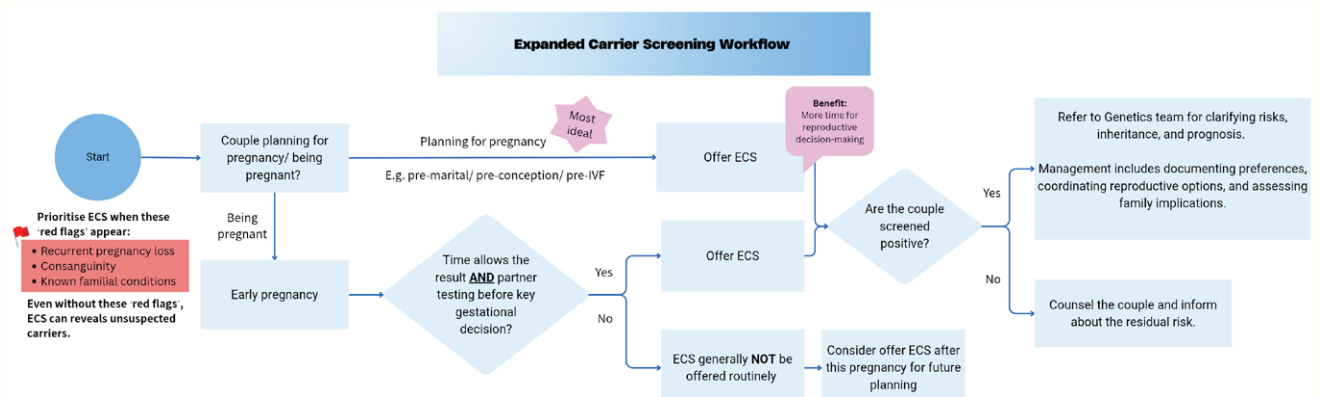 Expanded Carrier Screening Workflow
Start
Couple planning for
pregnancy/ being
pregnant?
Planning for pregnancy
Most
ideal!
E.g. pre-marital/ pre-conception/ pre-IVF
Offer ECS
Benefit:
More time for
reproductive
decision-making
Prioritise ECS when these
'red flags' appear:
• Recurrent pregnancy loss
• Consanguinity
• Known familial conditions
Even without these 'red flags',
ECS can reveals unsuspected
carriers.
Being
pregnant
Early pregnancy
Time allows the
result AND partner
testing before key
gestational
decision?
Yes
Offer ECS
No
ECS generally NOT be
offered routinely
Consider offer ECS after
this pregnancy for future
planning
Are the couple
screened
positive?
Yes
Refer to Genetics team for clarifying risks,
inheritance, and prognosis.
Management includes documenting preferences,
coordinating reproductive options, and assessing
family implications.
No
Counsel the couple and inform
about the residual risk.